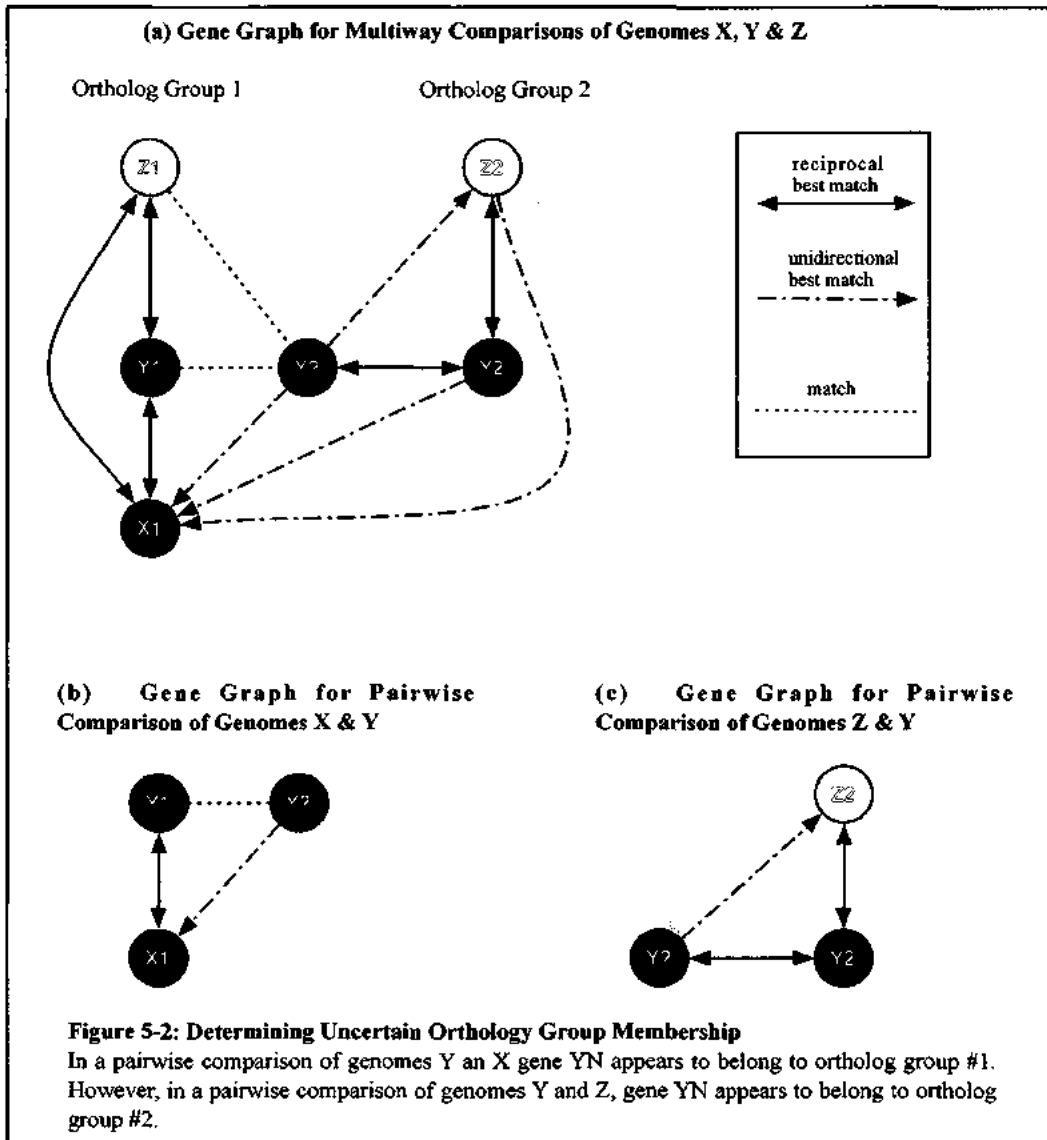 (a) Gene Graph for Multiway Comparisons of Genomes X, Y & Z
Ortholog Group 1
Ortholog Group 2
Z1
Z2
reciprocal
best match
unidirectional
best match
match
Y1
Y2
X1
(b) Gene Graph for Pairwise
Comparison of Genomes X & Y
(c) Gene Graph for Pairwise
Comparison of Genomes Z & Y
Y1
Z2
X1
Y2
Figure 5-2: Determining Uncertain Orthology Group Membership
In a pairwise comparison of genomes Y an X gene YN appears to belong to ortholog group #1.
However, in a pairwise comparison of genomes Y and Z, gene YN appears to belong to ortholog
group #2.